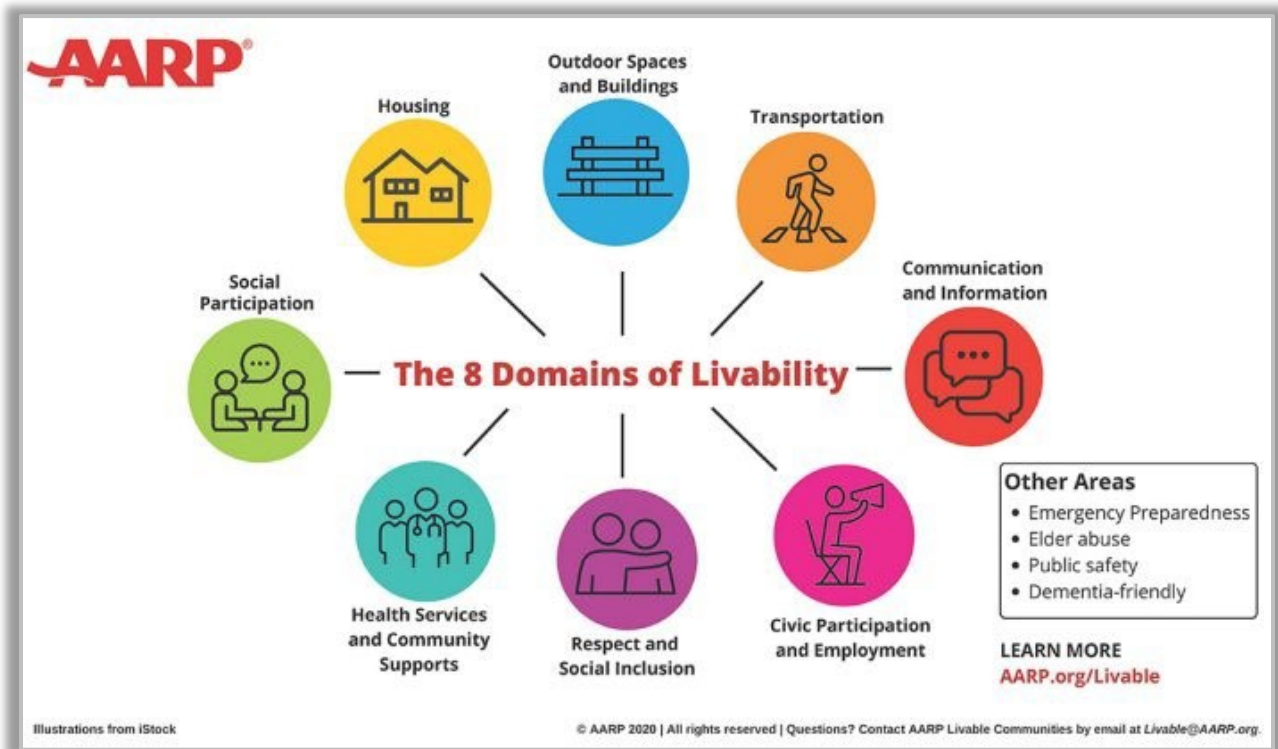 AARP®
Outdoor Spaces
and Buildings
Housing
Transportation
Social
Participation
Communication
and Information
The 8 Domains of Livability
Health Services
and Community
Supports
Respect and
Social Inclusion
Civic Participation
and Employment
Other Areas
• Emergency Preparedness
• Elder abuse
• Public safety
• Dementia-friendly
LEARN MORE
AARP.org/Livable
Illustrations from iStock
© AARP 2020 | All rights reserved | Questions? Contact AARP Livable Communities by email at Livable@AARP.org.